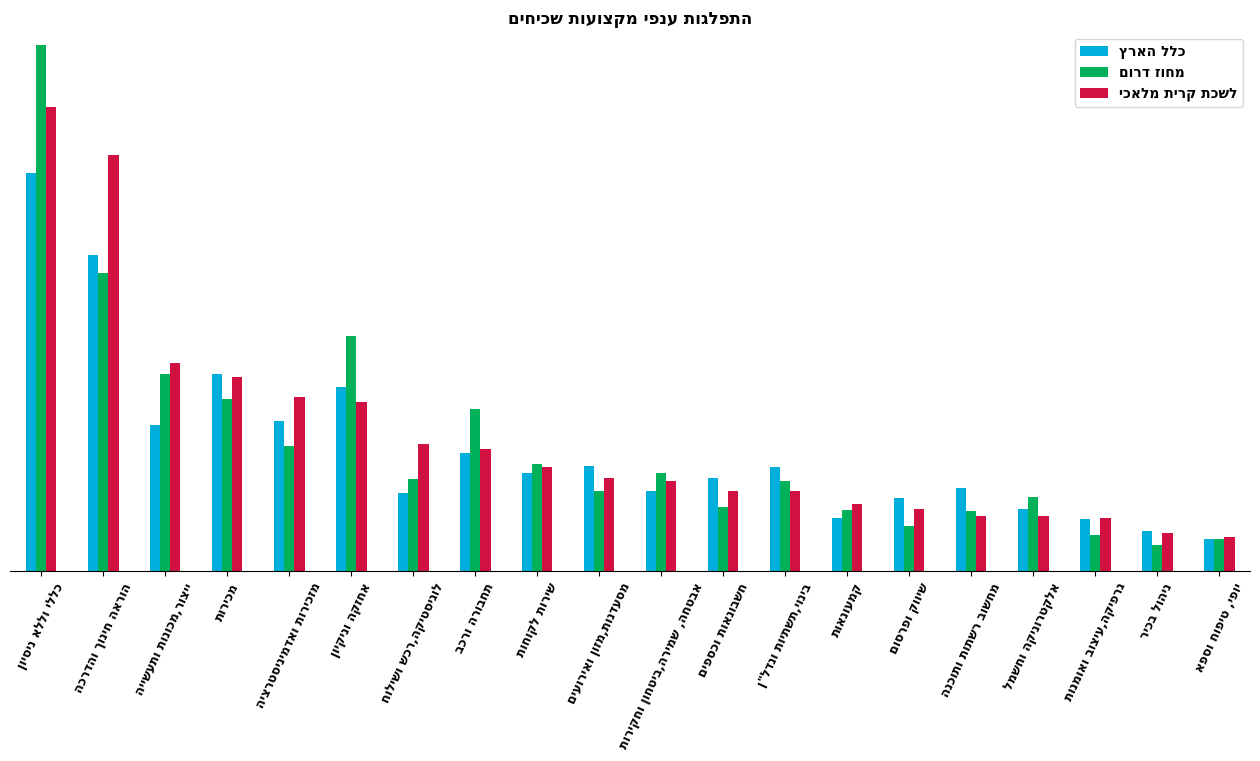 התפלגות ענפי מקצועות שכיחים
כלל הארץ
מחוז דרום
לשכת קרית מלאכי
כללי וללא ניסיון
הוראה חינוך והדרכה
ייצור,מכונות ותעשייה
מכירות
מזכירות ואדמיניסטרציה
אחזקה וניקיון
לוגיסטיקה,רכש ושילוח
תחבורה ורכב
שירות לקוחות
מסעדנות,מזון ואירועים
אבטחה, שמירה,ביטחון וחקירות
חשבונאות וכספים
בינוי,תשתיות ונדל"ן
קמעונאות
שיווק ופרסום
מחשוב רשתות ותוכנה
אלקטרוניקה וחשמל
גרפיקה,עיצוב ואומנות
ניהול בכיר
יופי, טיפוח וספא